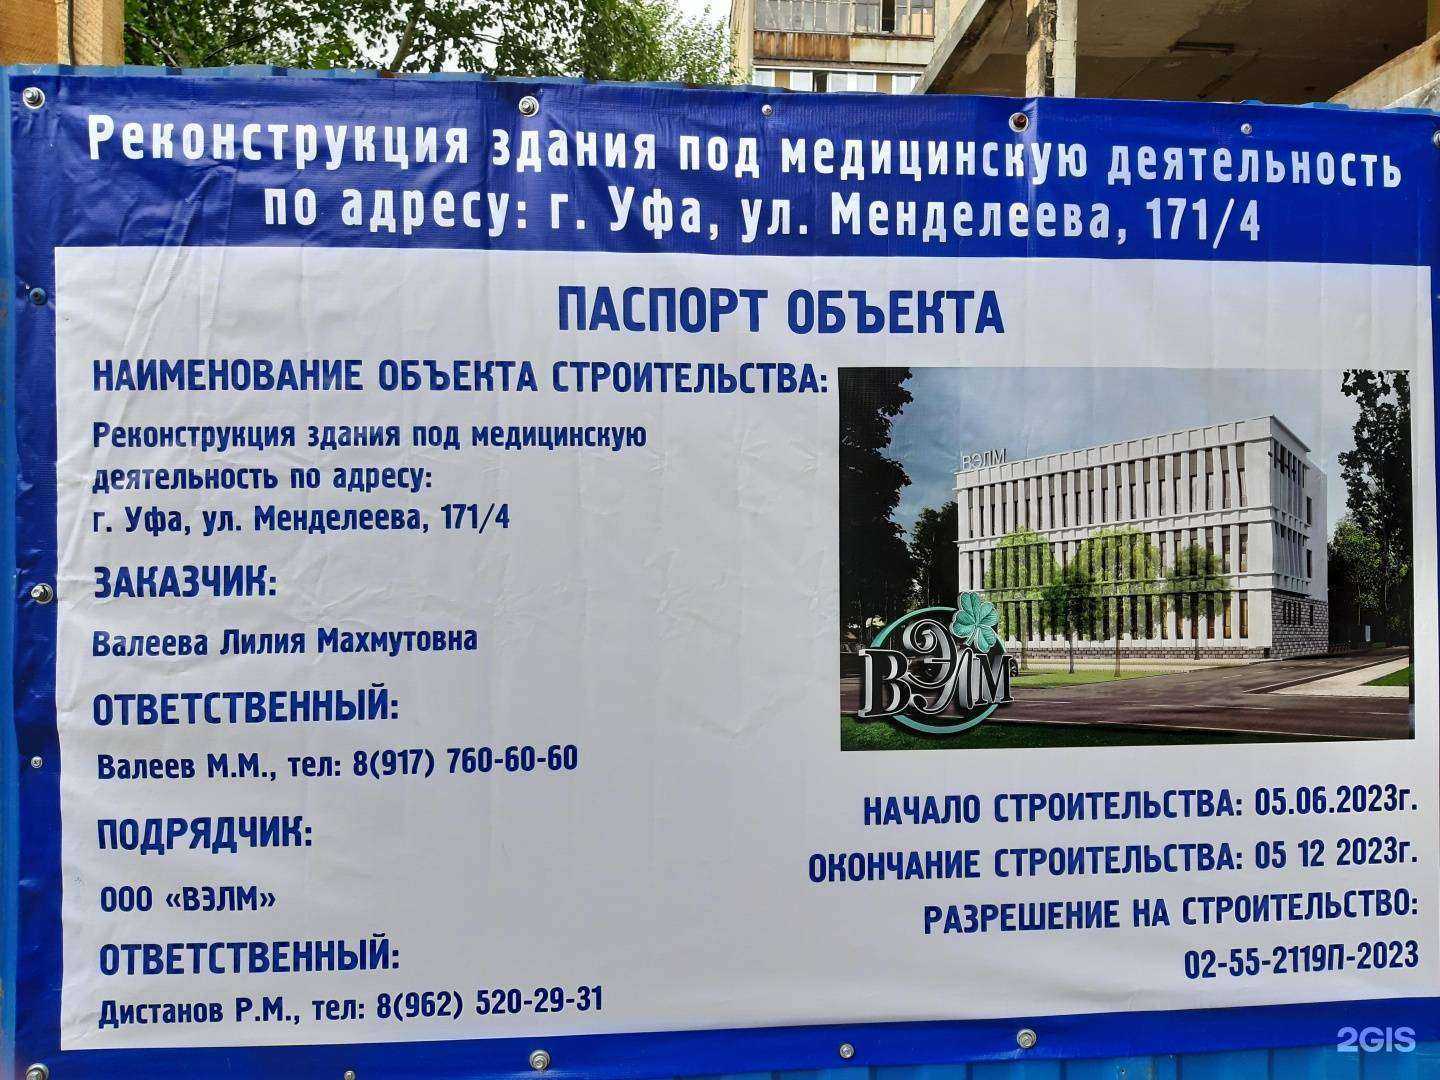 Реконструкция здания под медицинскую деятельность
по адресу: г. Уфа, ул. Менделеева, 171/4
ПАСПОРТ ОБЪЕКТА
НАИМЕНОВАНИЕ ОБЪЕКТА СТРОИТЕЛЬСТВА:
Реконструкция здания под медицинскую
деятельность по адресу:
г. Уфа, ул. Менделеева, 171/4
ЗАКАЗЧИК:
Валеева Лилия Махмутовна
ОТВЕТСТВЕННЫЙ:
Валеев М.М., тел: 8(917) 760-60-60
ПОДРЯДЧИК:
ООО «ВЭЛМ»
ОТВЕТСТВЕННЫЙ:
Дистанов Р.М., тел: 8(962) 520-29-31
ВЭЛМ
ВЭЛМ
НАЧАЛО СТРОИТЕЛЬСТВА: 05.06.2023г.
ОКОНЧАНИЕ СТРОИТЕЛЬСТВА: 05 12 2023г.
РАЗРЕШЕНИЕ НА СТРОИТЕЛЬСТВО:
02-55-2119П-2023
2GIS